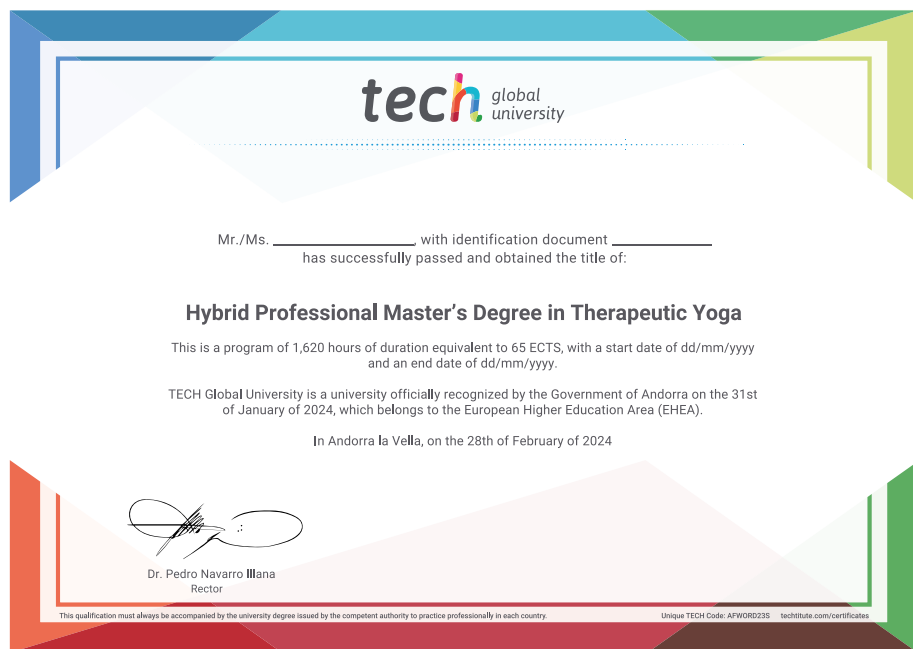 tech global university
Mr./Ms. ________________, with identification document ____________
has successfully passed and obtained the title of:
Hybrid Professional Master's Degree in Therapeutic Yoga
This is a program of 1,620 hours of duration equivalent to 65 ECTS, with a start date of dd/mm/yyyy
and an end date of dd/mm/yyyy.
TECH Global University is a university officially recognized by the Government of Andorra on the 31st
of January of 2024, which belongs to the European Higher Education Area (EHEA).
In Andorra la Vella, on the 28th of February of 2024
Dr. Pedro Navarro Illana
Rector
This qualification must always be accompanied by the university degree issued by the competent authority to practice professionally in each country.
Unique TECH Code: AFWORD23S techtitute.com/certificates